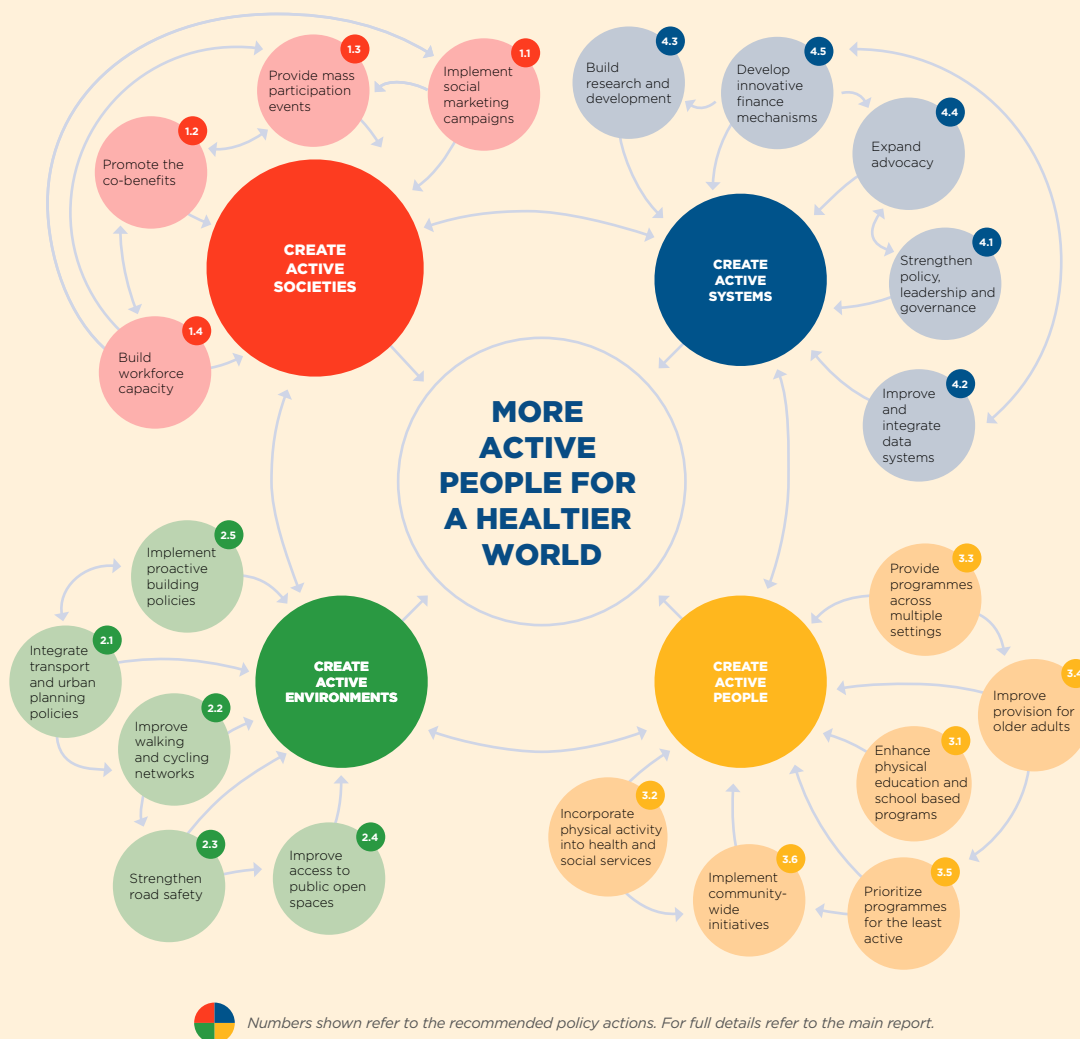 1.3
Provide mass
participation
events
1.1
Implement
social
marketing
campaigns
1.2
Promote the
co-benefits
1.4
Build
workforce
capacity
CREATE
ACTIVE
SOCIETIES
4.3
Build
research and
development
4.5
Develop
innovative
finance
mechanisms
4.4
Expand
advocacy
4.1
Strengthen
policy,
leadership and
governance
4.2
Improve
and
integrate
data
systems
CREATE
ACTIVE
SYSTEMS
MORE
ACTIVE
PEOPLE FOR
A HEALTIER
WORLD
2.5
Implement
proactive
building
policies
2.1
Integrate
transport
and urban
planning
policies
2.2
Improve
walking
and cycling
networks
2.3
Strengthen
road safety
2.4
Improve
access to
public open
spaces
CREATE
ACTIVE
ENVIRONMENTS
CREATE
ACTIVE
PEOPLE
3.3
Provide
programmes
across
multiple
settings
3.4
Improve
provision for
older adults
3.1
Enhance
physical
education and
school based
programs
3.2
Incorporate
physical activity
into health and
social services
3.6
Implement
community-
wide
initiatives
3.5
Prioritize
programmes
for the least
active
Numbers shown refer to the recommended policy actions. For full details refer to the main report.